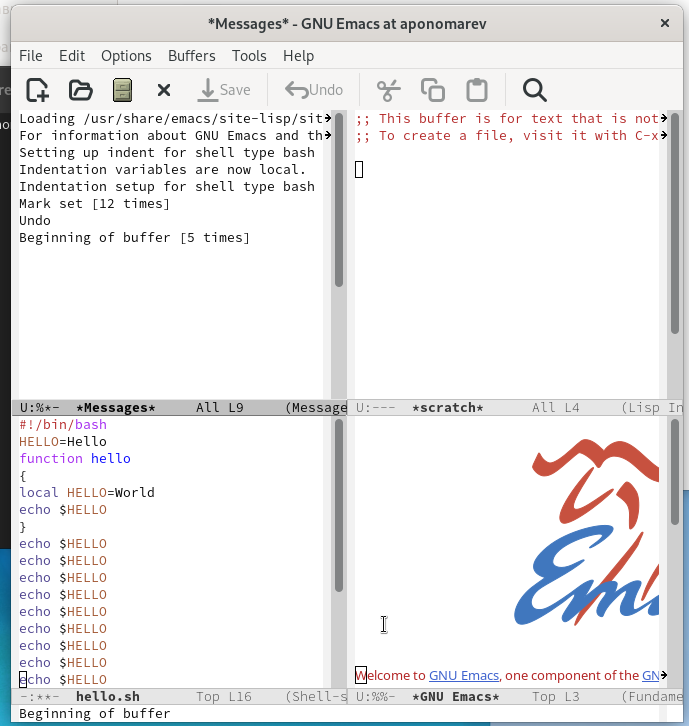 *Messages* - GNU Emacs at aponomarev
File Edit Options Buffers Tools Help
Save Undo
Loading /usr/share/emacs/site-lisp/sit
For information about GNU Emacs and th
Setting up indent for shell type bash
Indentation variables are now local.
Indentation setup for shell type bash
Mark set [12 times]
Undo
Beginning of buffer [5 times]
U:%*-  *Messages*     All L9     (Message
;; This buffer is for text that is not
;; To create a file, visit it with C-x
U:---  *scratch*      All L4     (Lisp In
#!/bin/bash
HELLO=Hello
function hello
{
local HELLO=World
echo $HELLO
}
echo $HELLO
echo $HELLO
echo $HELLO
echo $HELLO
echo $HELLO
echo $HELLO
echo $HELLO
echo $HELLO
echo $HELLO
-:**-  hello.sh       Top L16    (Shell-s
Em
Welcome to GNU Emacs, one component of the GN
U:%%-  *GNU Emacs*    Top L3     (Fundame
Beginning of buffer